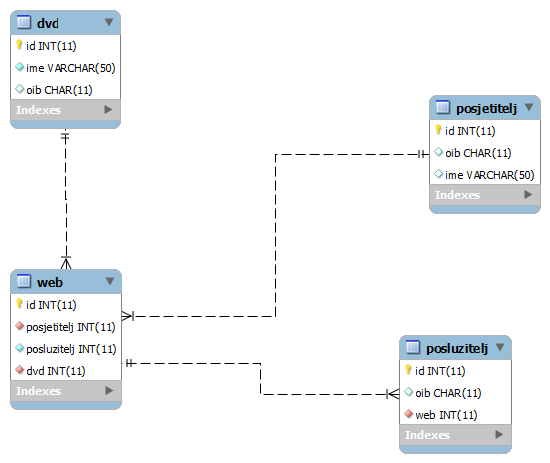 dvd
id INT(11)
ime VARCHAR(50)
oib CHAR(11)
Indexes
posjetitelj
id INT(11)
oib CHAR(11)
ime VARCHAR(50)
Indexes
web
id INT(11)
posjetitelj INT(11)
posluzitelj INT(11)
dvd INT(11)
Indexes
posluzitelj
id INT(11)
oib CHAR(11)
web INT(11)
Indexes